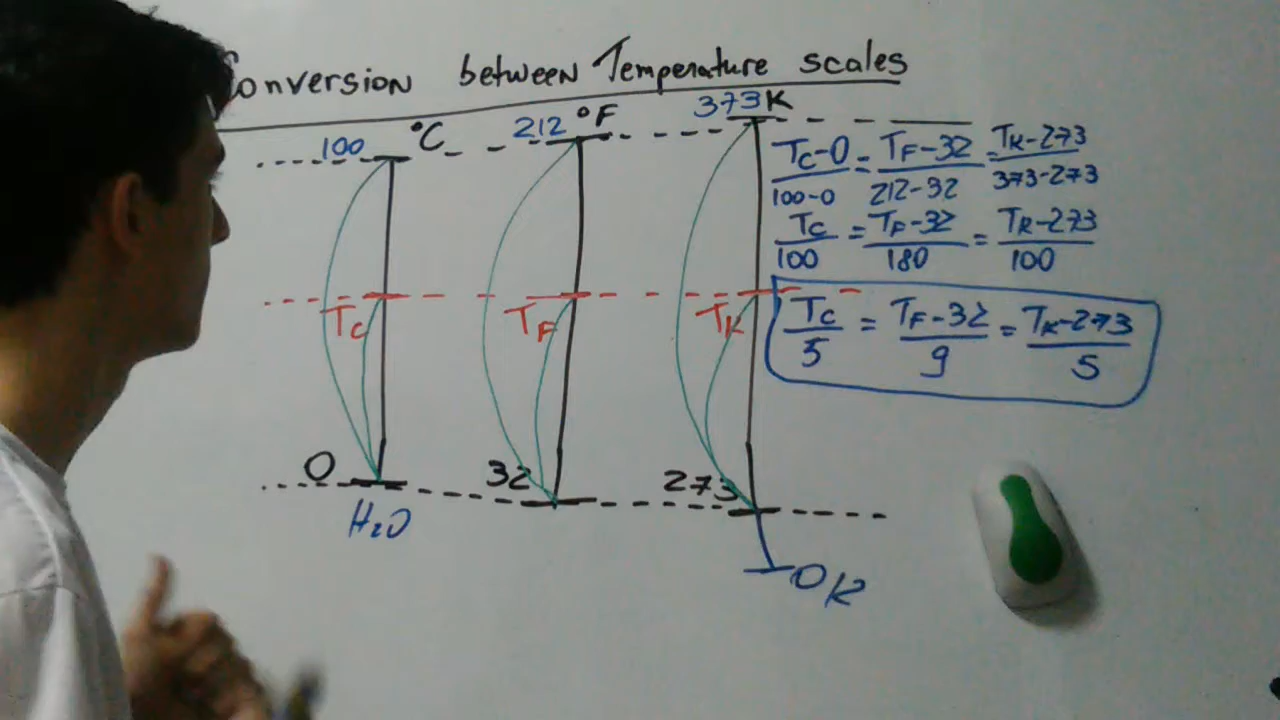 Conversion between Temperature scales
100 °C 212 °F 373K
Tc-0/100-0 = TF-32/212-32 = TK-273/373-273
Tc/100 = TF-32/180 = TK-273/100
Tc TF TK
Tc/5 = TF-32/9 = TK-273/5
0 32 273
H2O
0K